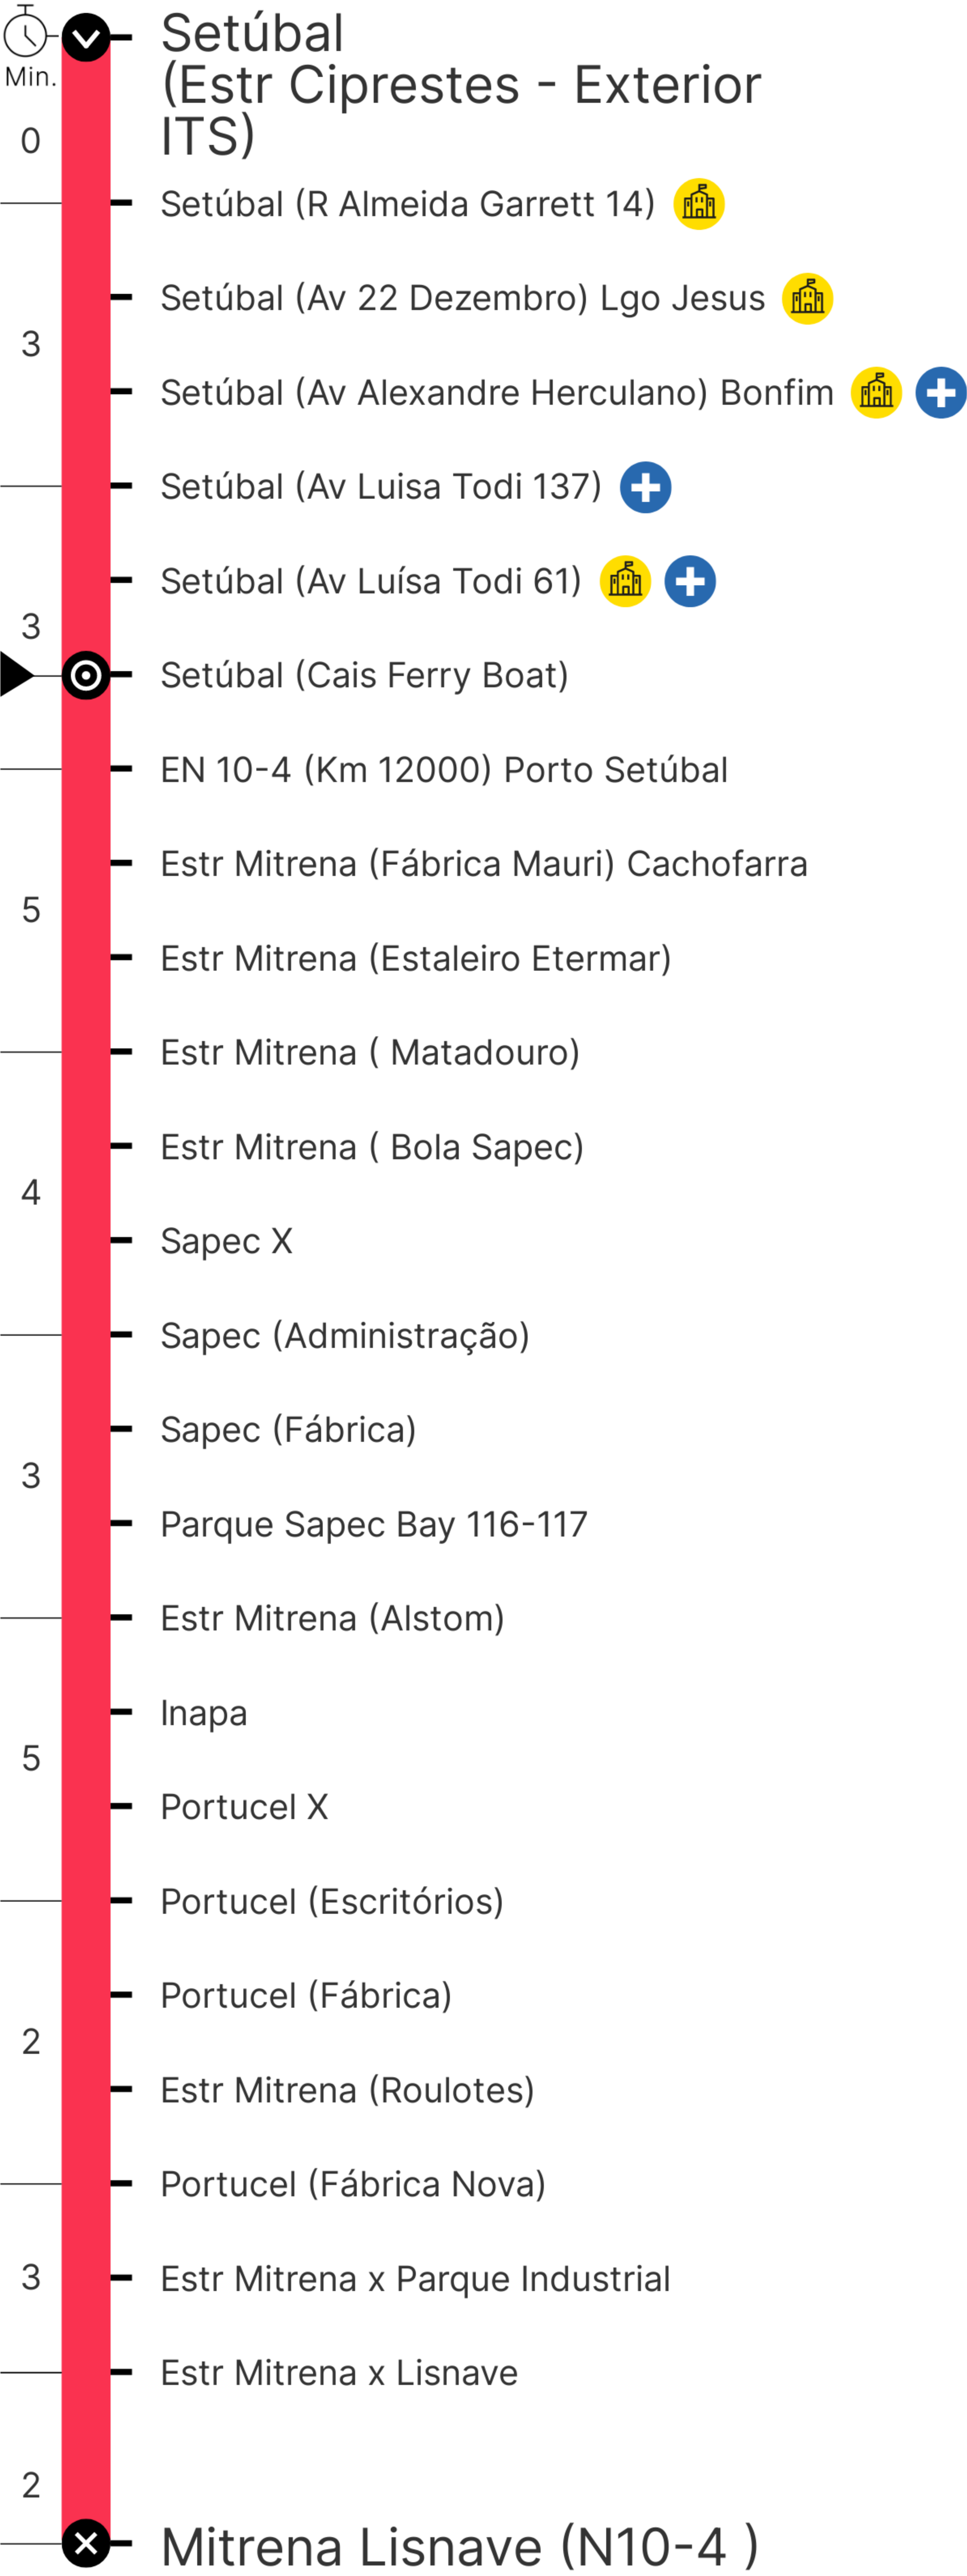 Min.
Setúbal
(Estr Ciprestes - Exterior
ITS)
0
Setúbal (R Almeida Garrett 14)
Setúbal (Av 22 Dezembro) Lgo Jesus
3
Setúbal (Av Alexandre Herculano) Bonfim
Setúbal (Av Luisa Todi 137)
Setúbal (Av Luísa Todi 61)
3
Setúbal (Cais Ferry Boat)
EN 10-4 (Km 12000) Porto Setúbal
Estr Mitrena (Fábrica Mauri) Cachofarra
5
Estr Mitrena (Estaleiro Etermar)
Estr Mitrena ( Matadouro)
Estr Mitrena ( Bola Sapec)
4
Sapec X
Sapec (Administração)
Sapec (Fábrica)
3
Parque Sapec Bay 116-117
Estr Mitrena (Alstom)
Inapa
5
Portucel X
Portucel (Escritórios)
Portucel (Fábrica)
2
Estr Mitrena (Roulotes)
Portucel (Fábrica Nova)
3
Estr Mitrena x Parque Industrial
Estr Mitrena x Lisnave
2
Mitrena Lisnave (N10-4 )